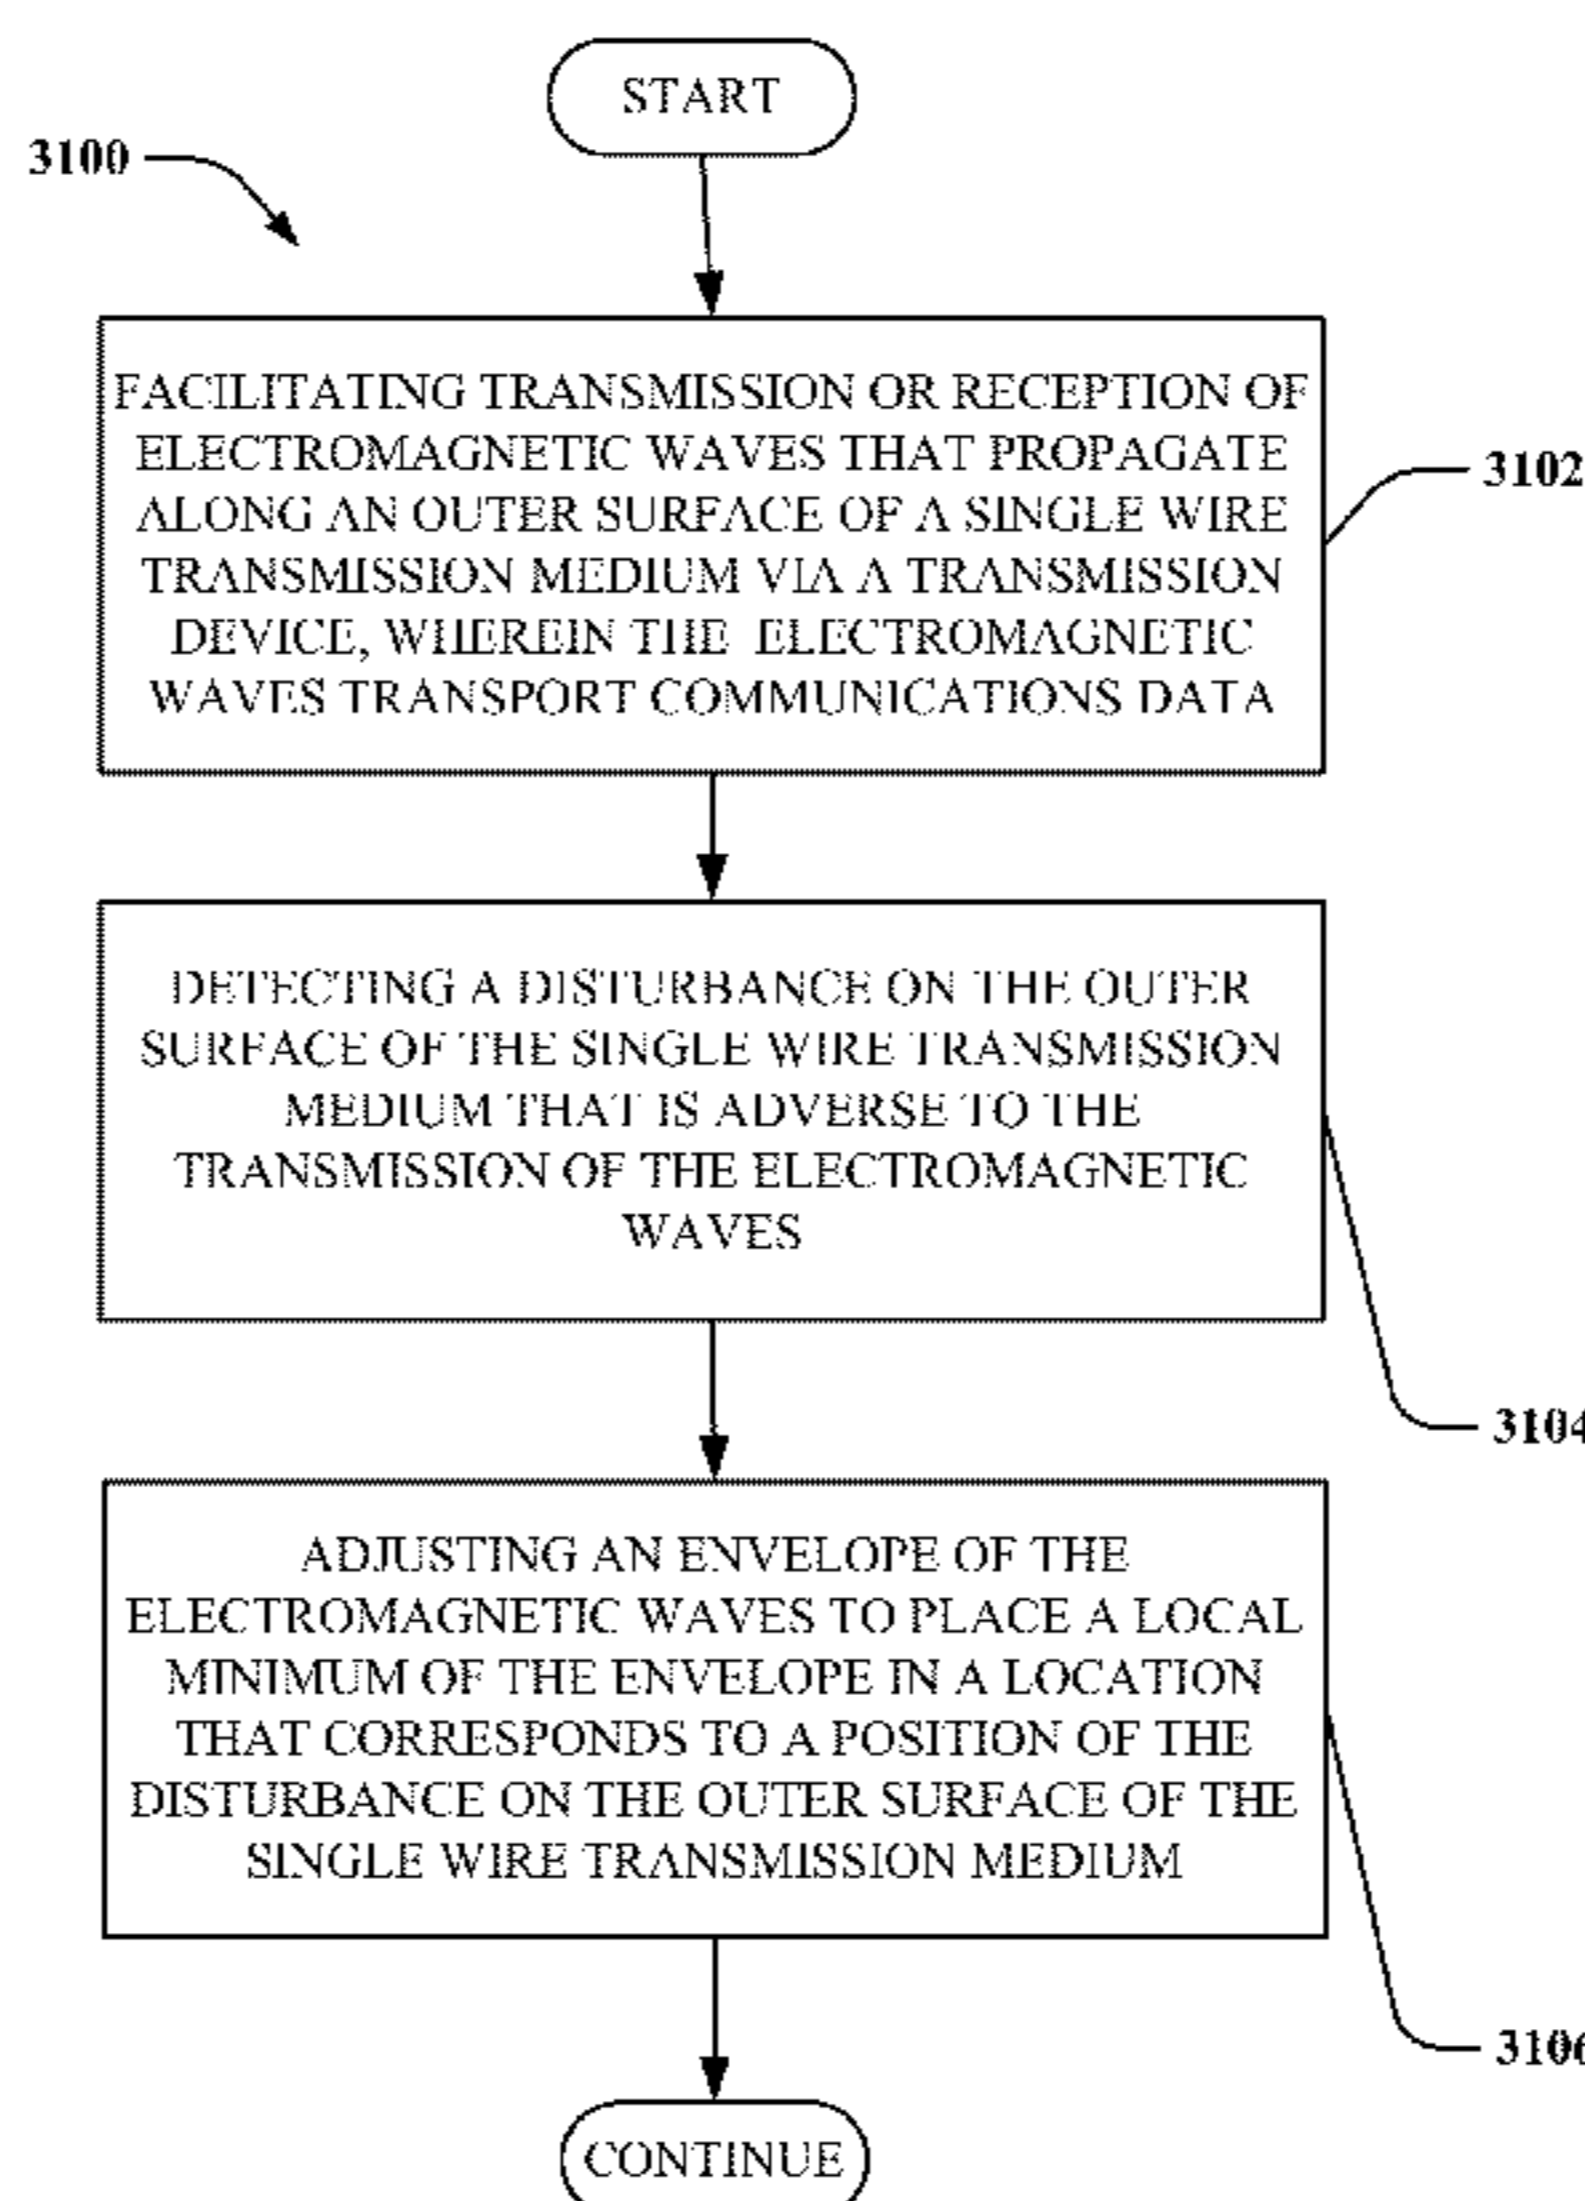 START
3100
FACILITATING TRANSMISSION OR RECEPTION OF
ELECTROMAGNETIC WAVES THAT PROPAGATE
ALONG AN OUTER SURFACE OF A SINGLE WIRE
TRANSMISSION MEDIUM VIA A TRANSMISSION
DEVICE, WHEREIN THE ELECTROMAGNETIC
WAVES TRANSPORT COMMUNICATIONS DATA
3102
DETECTING A DISTURBANCE ON THE OUTER
SURFACE OF THE SINGLE WIRE TRANSMISSION
MEDIUM THAT IS ADVERSE TO THE
TRANSMISSION OF THE ELECTROMAGNETIC
WAVES
3104
ADJUSTING AN ENVELOPE OF THE
ELECTROMAGNETIC WAVES TO PLACE A LOCAL
MINIMUM OF THE ENVELOPE IN A LOCATION
THAT CORRESPONDS TO A POSITION OF THE
DISTURBANCE ON THE OUTER SURFACE OF THE
SINGLE WIRE TRANSMISSION MEDIUM
3106
CONTINUE